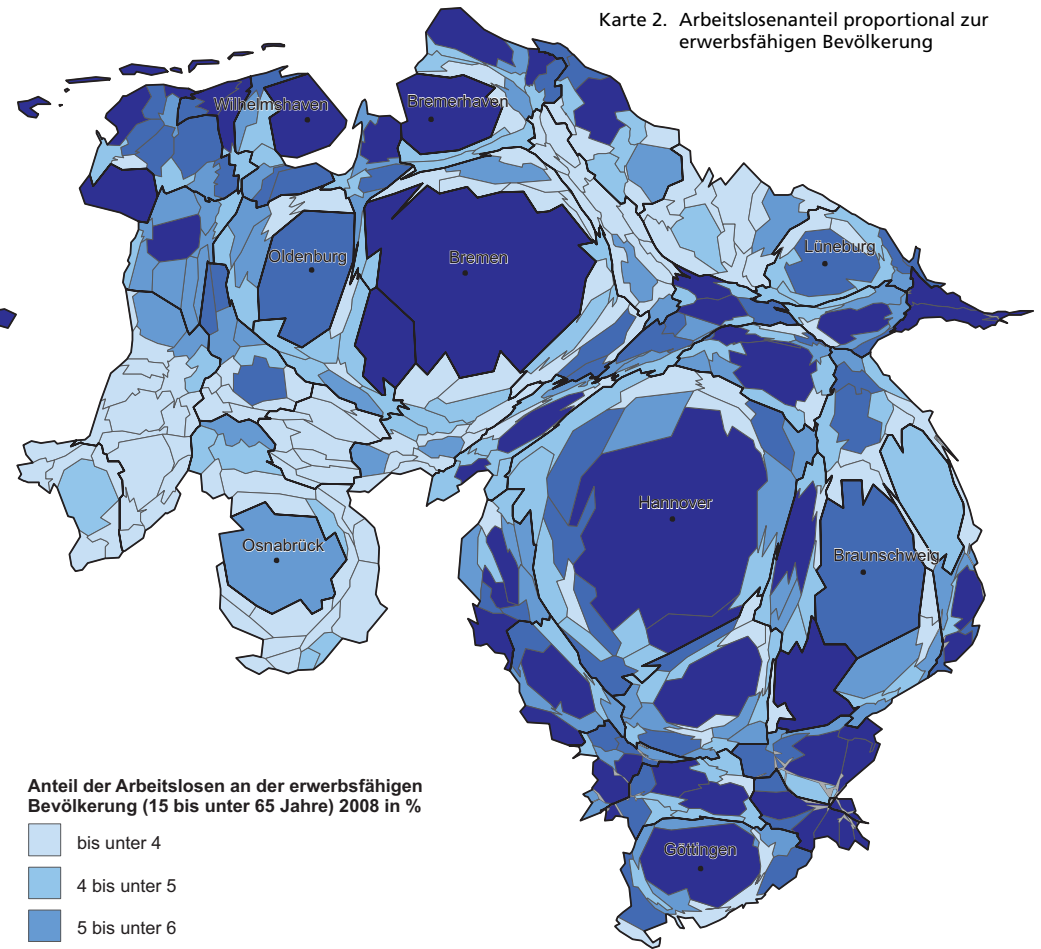 Karte 2. Arbeitslosenanteil proportional zur
erwerbsfähigen Bevölkerung
Wilhelmshaven
Bremerhaven
Oldenburg
Bremen
Lüneburg
Hannover
Osnabrück
Braunschweig
Göttingen
Anteil der Arbeitslosen an der erwerbsfähigen
Bevölkerung (15 bis unter 65 Jahre) 2008 in %
bis unter 4
4 bis unter 5
5 bis unter 6